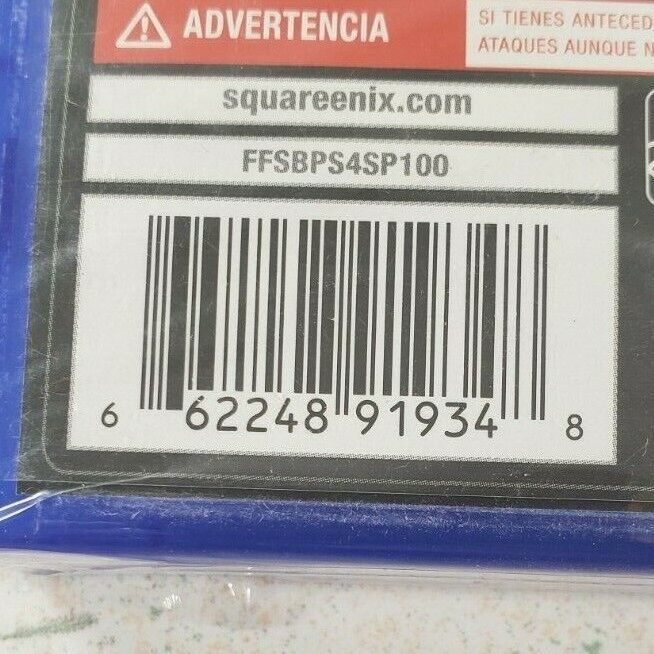 ADVERTENCIA
SI TIENES ANTECED
ATAQUES AUNQUE N
squareenix.com
FFSBPS4SP100
6 62248 91934 8